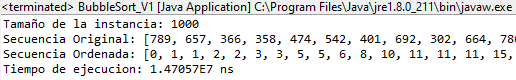 <terminated> BubbleSort_V1 [Java Application] C:\Program Files\Java\jre1.8.0_211\bin\javaw.exe
Tamaño de la instancia: 1000
Secuencia Original: [789, 657, 366, 358, 474, 542, 401, 692, 302, 664, 786
Secuencia Ordenada: [0, 1, 1, 2, 2, 3, 3, 5, 5, 6, 8, 10, 11, 11, 11, 15,
Tiempo de ejecucion: 1.47057E7 ns